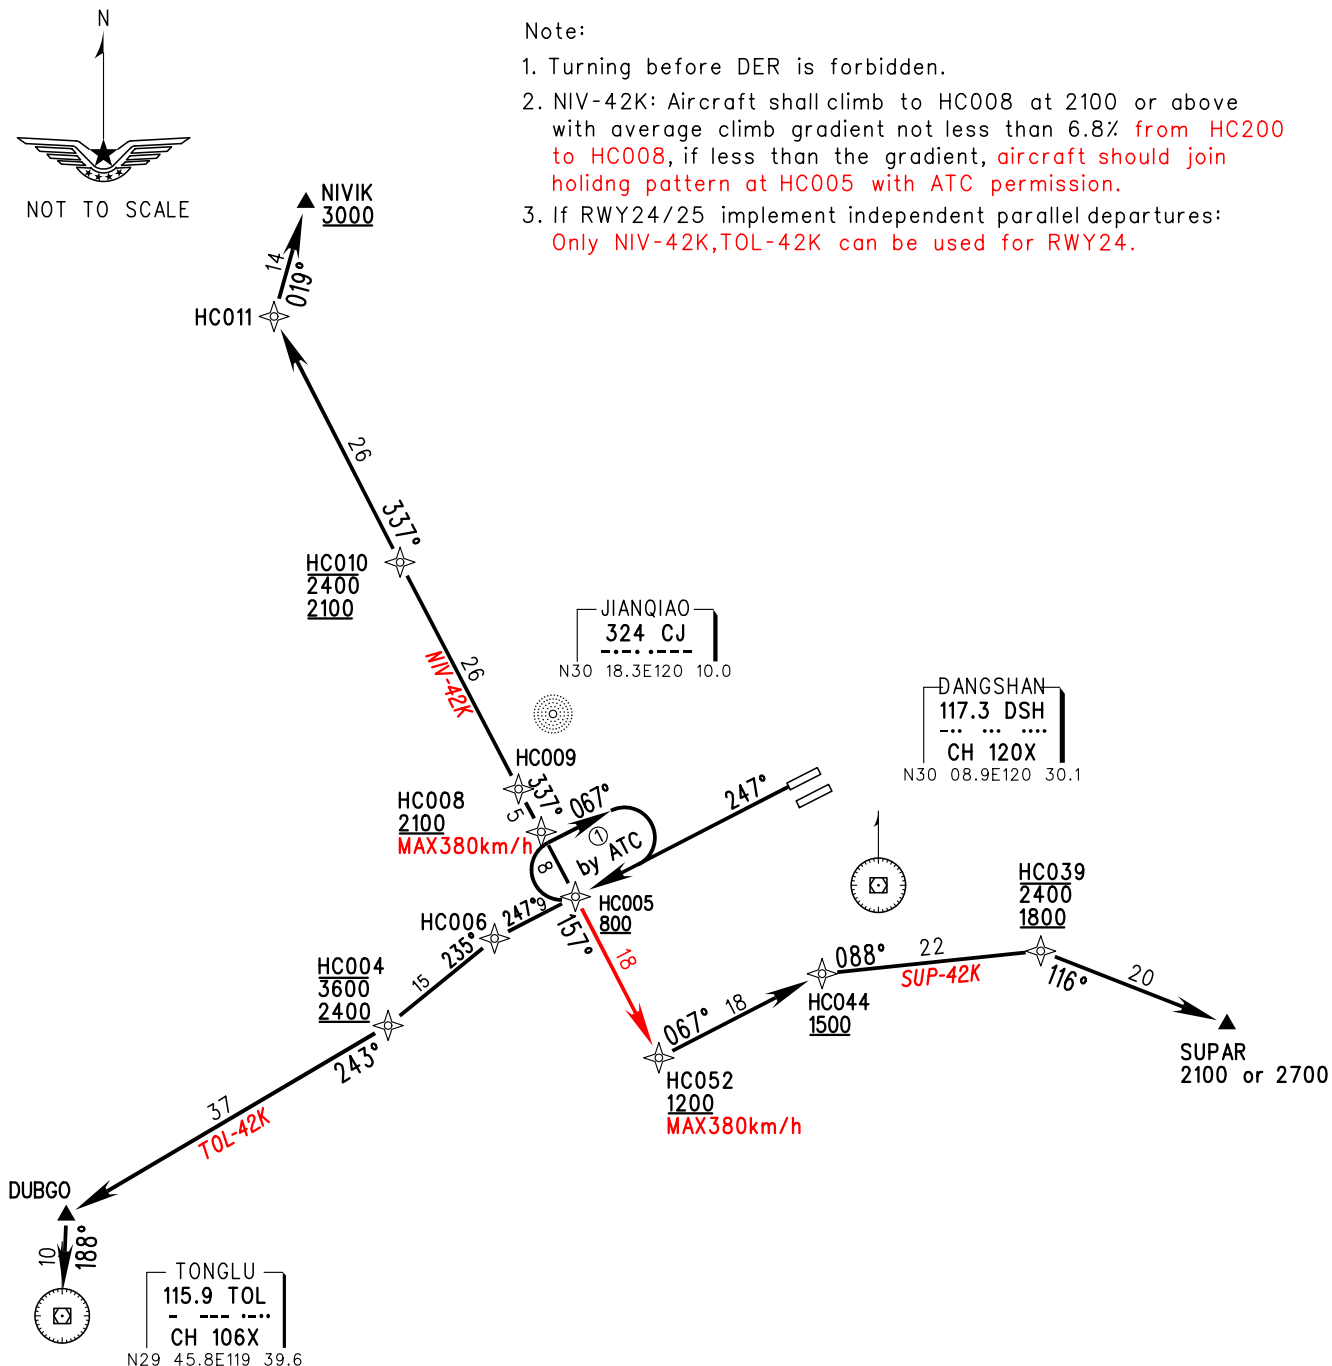 N
NOT TO SCALE
Note:
1. Turning before DER is forbidden.
2. NIV-42K: Aircraft shall climb to HC008 at 2100 or above
with average climb gradient not less than 6.8% from HC200
to HC008, if less than the gradient, aircraft should join
holidng pattern at HC005 with ATC permission.
3. If RWY24/25 implement independent parallel departures:
Only NIV-42K,TOL-42K can be used for RWY24.
NIVIK
3000
14
019°
HC011
26
337°
HC010
2400
2100
26
NIV-42K
JIANQIAO
324 CJ
N30 18.3E120 10.0
DANGSHAN
117.3 DSH
CH 120X
N30 08.9E120 30.1
HC009
337°
5
HC008
2100
MAX380km/h
067°
1
by ATC
8
247°
HC005
800
247°
9
HC006
235°
15
HC004
3600
2400
243°
37
TOL-42K
DUBGO
10
188°
TONGLU
115.9 TOL
CH 106X
N29 45.8E119 39.6
157°
18
HC052
1200
MAX380km/h
067°
18
HC044
1500
088°
22
SUP-42K
HC039
2400
1800
116°
20
SUPAR
2100 or 2700